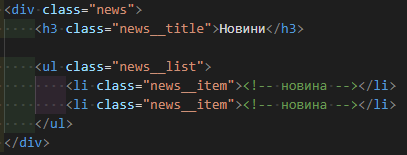 <div class="news">
<h3 class="news__title">Новини</h3>
<ul class="news__list">
<li class="news__item"><!-- новина --></li>
<li class="news__item"><!-- новина --></li>
</ul>
</div>